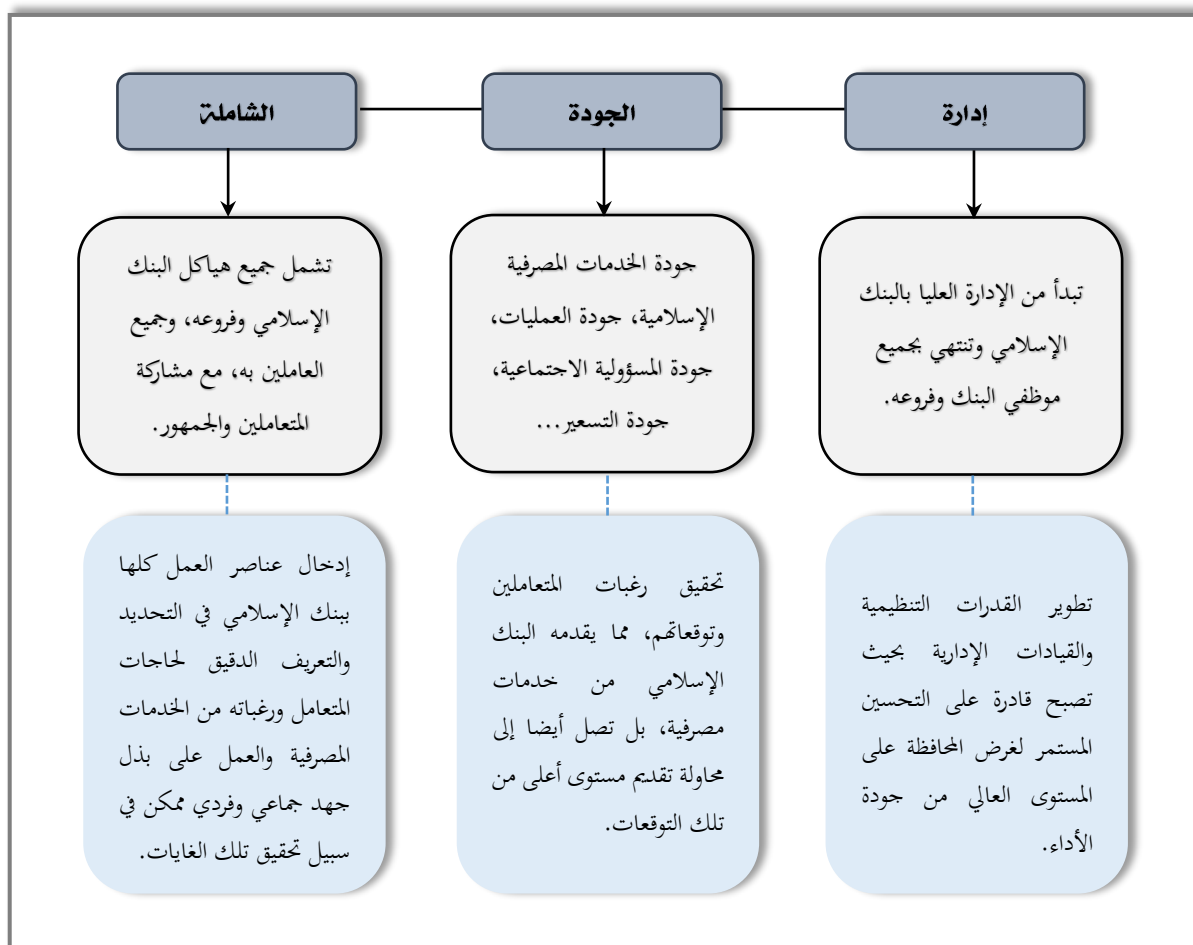 إدارة
الجودة
الشاملة
تبدأ من الإدارة العليا بالبنك
الإسلامي وتنتهي بجميع
موظفي البنك وفروعه.
جودة الخدمات المصرفية
الإسلامية، جودة العمليات،
جودة المسؤولية الاجتماعية،
جودة التسعير...
تشمل جميع هياكل البنك
الإسلامي وفروعه، وجميع
العاملين به، مع مشاركة
المتعاملين والجمهور.
تطوير القدرات التنظيمية
والقيادات الإدارية بحيث
تصبح قادرة على التحسين
المستمر لغرض المحافظة على
المستوى العالي من جودة
الأداء.
تحقيق رغبات المتعاملين
وتوقعاتهم، مما يقدمه البنك
الإسلامي من خدمات
مصرفية، بل تصل أيضا إلى
محاولة تقديم مستوى أعلى من
تلك التوقعات.
إدخال عناصر العمل كلها
ببنك الإسلامي في التحديد
والتعريف الدقيق لحاجات
المتعامل ورغباته من الخدمات
المصرفية والعمل على بذل
جهد جماعي وفردي ممكن في
سبيل تحقيق تلك الغايات.